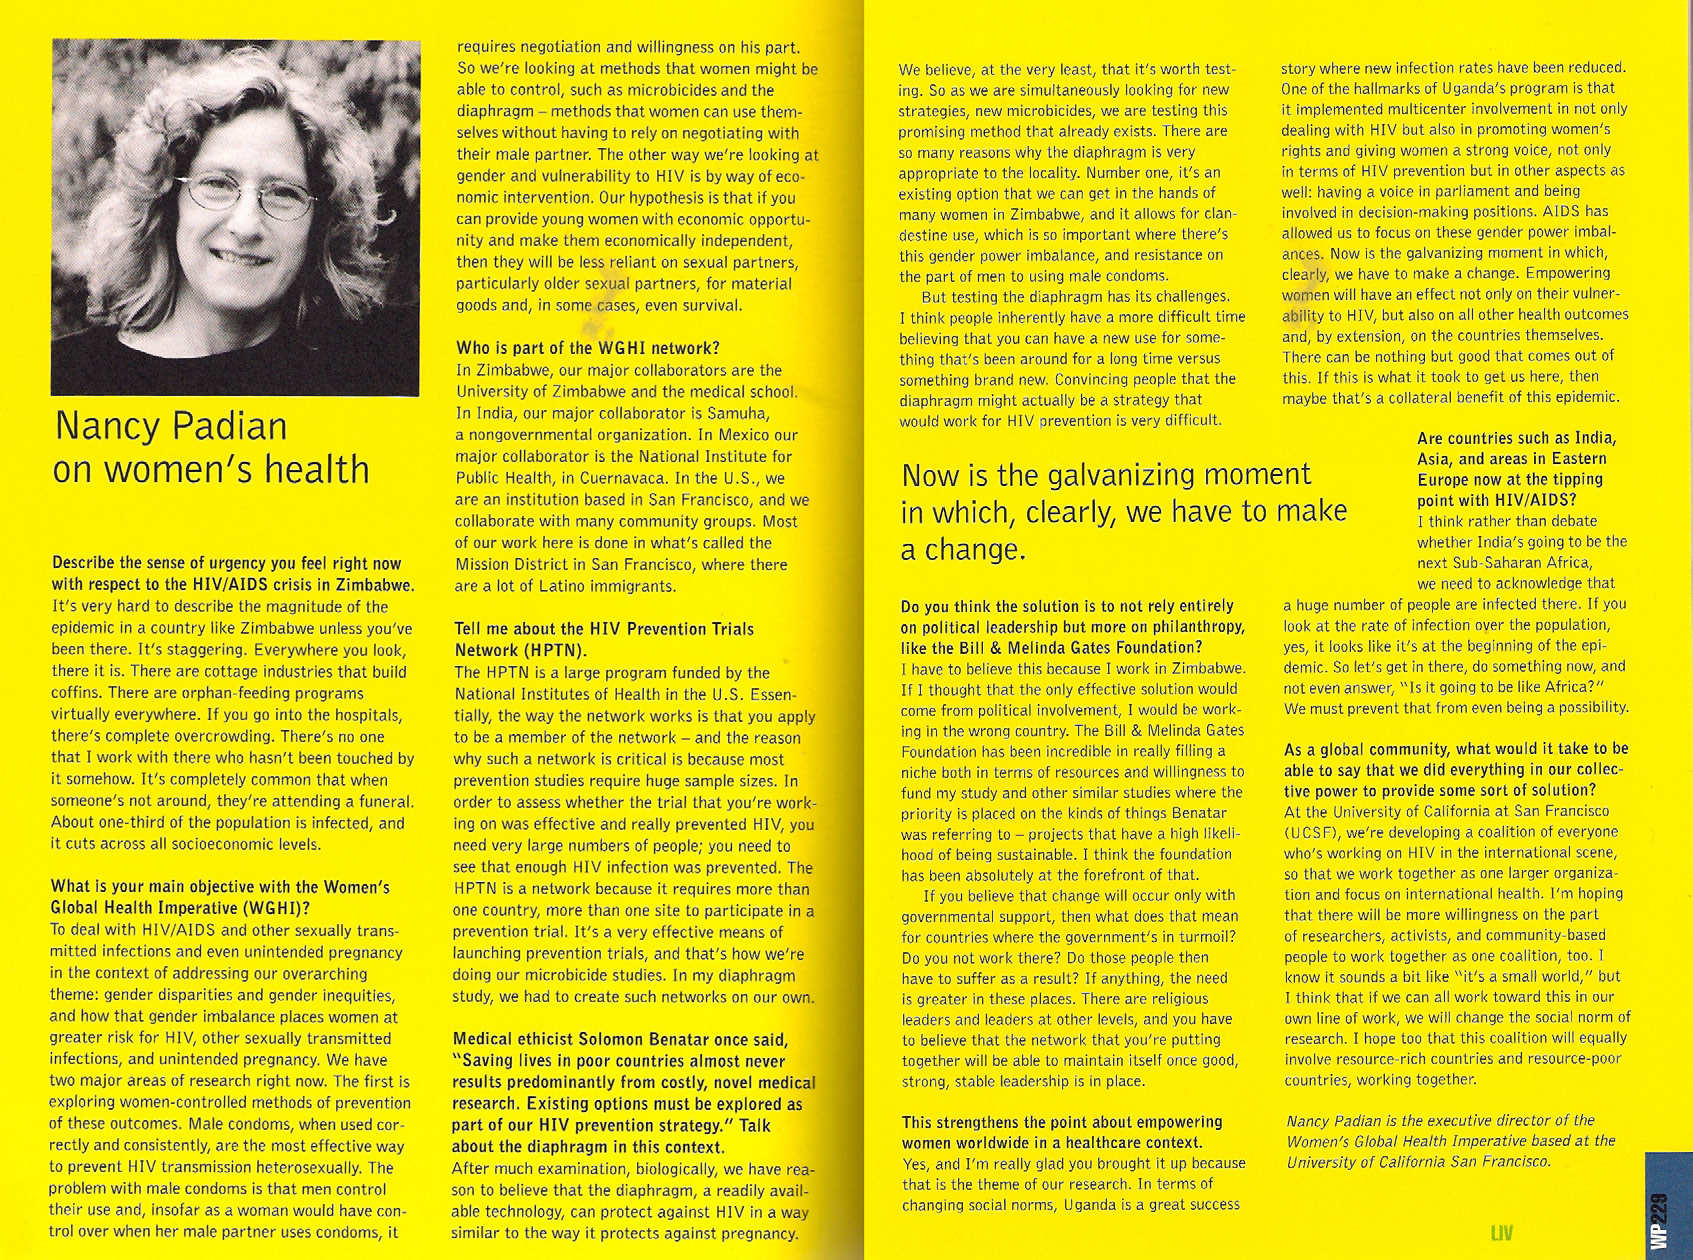 Nancy Padian
on women's health
Describe the sense of urgency you feel right now
with respect to the HIV/AIDS crisis in Zimbabwe.
It's very hard to describe the magnitude of the
epidemic in a country like Zimbabwe unless you've
been there. It's staggering. Everywhere you look,
there it is. There are cottage industries that build
coffins. There are orphan-feeding programs
virtually everywhere. If you go into the hospitals,
there's complete overcrowding. There's no one
that I work with there who hasn't been touched by
it somehow. It's completely common that when
someone's not around, they're attending a funeral.
About one-third of the population is infected, and
it cuts across all socioeconomic levels.
What is your main objective with the Women's
Global Health Imperative (WGHI)?
To deal with HIV/AIDS and other sexually trans-
mitted infections and even unintended pregnancy
in the context of addressing our overarching
theme: gender disparities and gender inequities,
and how that gender imbalance places women at
greater risk for HIV, other sexually transmitted
infections, and unintended pregnancy. We have
two major areas of research right now. The first is
exploring women-controlled methods of prevention
of these outcomes. Male condoms, when used cor-
rectly and consistently, are the most effective way
to prevent HIV transmission heterosexually. The
problem with male condoms is that men control
their use and, insofar as a woman would have con-
trol over when her male partner uses condoms, it
requires negotiation and willingness on his part.
So we're looking at methods that women might be
able to control, such as microbicides and the
diaphragm – methods that women can use them-
selves without having to rely on negotiating with
their male partner. The other way we're looking at
gender and vulnerability to HIV is by way of eco-
nomic intervention. Our hypothesis is that if you
can provide young women with economic opportu-
nity and make them economically independent,
then they will be less reliant on sexual partners,
particularly older sexual partners, for material
goods and, in some cases, even survival.
Who is part of the WGHI network?
In Zimbabwe, our major collaborators are the
University of Zimbabwe and the medical school.
In India, our major collaborator is Samuha,
a nongovernmental organization. In Mexico our
major collaborator is the National Institute for
Public Health, in Cuernavaca. In the U.S., we
are an institution based in San Francisco, and we
collaborate with many community groups. Most
of our work here is done in what's called the
Mission District in San Francisco, where there
are a lot of Latino immigrants.
Tell me about the HIV Prevention Trials
Network (HPTN).
The HPTN is a large program funded by the
National Institutes of Health in the U.S. Essen-
tially, the way the network works is that you apply
to be a member of the network – and the reason
why such a network is critical is because most
prevention studies require huge sample sizes. In
order to assess whether the trial that you're work-
ing on was effective and really prevented HIV, you
need very large numbers of people; you need to
see that enough HIV infection was prevented. The
HPTN is a network because it requires more than
one country, more than one site to participate in a
prevention trial. It's a very effective means of
launching prevention trials, and that's how we're
doing our microbicide studies. In my diaphragm
study, we had to create such networks on our own.
Medical ethicist Solomon Benatar once said,
"Saving lives in poor countries almost never
results predominantly from costly, novel medical
research. Existing options must be explored as
part of our HIV prevention strategy." Talk
about the diaphragm in this context.
After much examination, biologically, we have rea-
son to believe that the diaphragm, a readily avail-
able technology, can protect against HIV in a way
similar to the way it protects against pregnancy.
We believe, at the very least, that it's worth test-
ing. So as we are simultaneously looking for new
strategies, new microbicides, we are testing this
promising method that already exists. There are
so many reasons why the diaphragm is very
appropriate to the locality. Number one, it's an
existing option that we can get in the hands of
many women in Zimbabwe, and it allows for clan-
destine use, which is so important where there's
this gender power imbalance, and resistance on
the part of men to using male condoms.
But testing the diaphragm has its challenges.
I think people inherently have a more difficult time
believing that you can have a new use for some-
thing that's been around for a long time versus
something brand new. Convincing people that the
diaphragm might actually be a strategy that
would work for HIV prevention is very difficult.
Now is the galvanizing moment
in which, clearly, we have to make
a change.
Do you think the solution is to not rely entirely
on political leadership but more on philanthropy,
like the Bill & Melinda Gates Foundation?
I have to believe this because I work in Zimbabwe.
If I thought that the only effective solution would
come from political involvement, I would be work-
ing in the wrong country. The Bill & Melinda Gates
Foundation has been incredible in really filling a
niche both in terms of resources and willingness to
fund my study and other similar studies where the
priority is placed on the kinds of things Benatar
was referring to – projects that have a high likeli-
hood of being sustainable. I think the foundation
has been absolutely at the forefront of that.
If you believe that change will occur only with
governmental support, then what does that mean
for countries where the government's in turmoil?
Do you not work there? Do those people then
have to suffer as a result? If anything, the need
is greater in these places. There are religious
leaders and leaders at other levels, and you have
to believe that the network that you're putting
together will be able to maintain itself once good,
strong, stable leadership is in place.
This strengthens the point about empowering
women worldwide in a healthcare context.
Yes, and I'm really glad you brought it up because
that is the theme of our research. In terms of
changing social norms, Uganda is a great success
story where new infection rates have been reduced.
One of the hallmarks of Uganda's program is that
it implemented multicenter involvement in not only
dealing with HIV but also in promoting women's
rights and giving women a strong voice, not only
in terms of HIV prevention but in other aspects as
well: having a voice in parliament and being
involved in decision-making positions. AIDS has
allowed us to focus on these gender power imbal-
ances. Now is the galvanizing moment in which,
clearly, we have to make a change. Empowering
women will have an effect not only on their vulner-
ability to HIV, but also on all other health outcomes
and, by extension, on the countries themselves.
There can be nothing but good that comes out of
this. If this is what it took to get us here, then
maybe that's a collateral benefit of this epidemic.
Are countries such as India,
Asia, and areas in Eastern
Europe now at the tipping
point with HIV/AIDS?
I think rather than debate
whether India's going to be the
next Sub-Saharan Africa,
we need to acknowledge that
a huge number of people are infected there. If you
look at the rate of infection over the population,
yes, it looks like it's at the beginning of the epi-
demic. So let's get in there, do something now, and
not even answer, "Is it going to be like Africa?"
We must prevent that from even being a possibility.
As a global community, what would it take to be
able to say that we did everything in our collec-
tive power to provide some sort of solution?
At the University of California at San Francisco
(UCSF), we're developing a coalition of everyone
who's working on HIV in the international scene,
so that we work together as one larger organiza-
tion and focus on international health. I'm hoping
that there will be more willingness on the part
of researchers, activists, and community-based
people to work together as one coalition, too. I
know it sounds a bit like "it's a small world," but
I think that if we can all work toward this in our
own line of work, we will change the social norm of
research. I hope too that this coalition will equally
involve resource-rich countries and resource-poor
countries, working together.
Nancy Padian is the executive director of the
Women's Global Health Imperative based at the
University of California San Francisco.
LIV
WP229